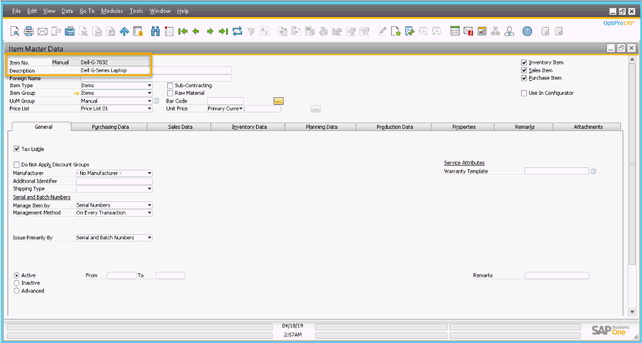 File Edit View Data Go To Modules Tools Window Help
OptiProERP
Item Master Data
Item No. Manual Dell-G-7032
Description Dell G-Series Laptop
Foreign Name
Inventory Item
Sales Item
Purchase Item
Item Type Items Sub-Contracting
Item Group Items Raw Material
UoM Group Manual Bar Code
Use In Configurator
Price List Price List 01 Unit Price Primary Curre
General Purchasing Data Sales Data Inventory Data Planning Data Production Data Properties Remarks Attachments
Tax Liable
Do Not Apply Discount Groups
Service Attributes
Manufacturer - No Manufacturer -
Warranty Template
Additional Identifier
Shipping Type
Serial and Batch Numbers
Manage Item by Serial Numbers
Management Method On Every Transaction
Issue Primarily By Serial and Batch Numbers
Active From To Remarks
Inactive
Advanced
04/18/19
2:57AM
SAP Business One